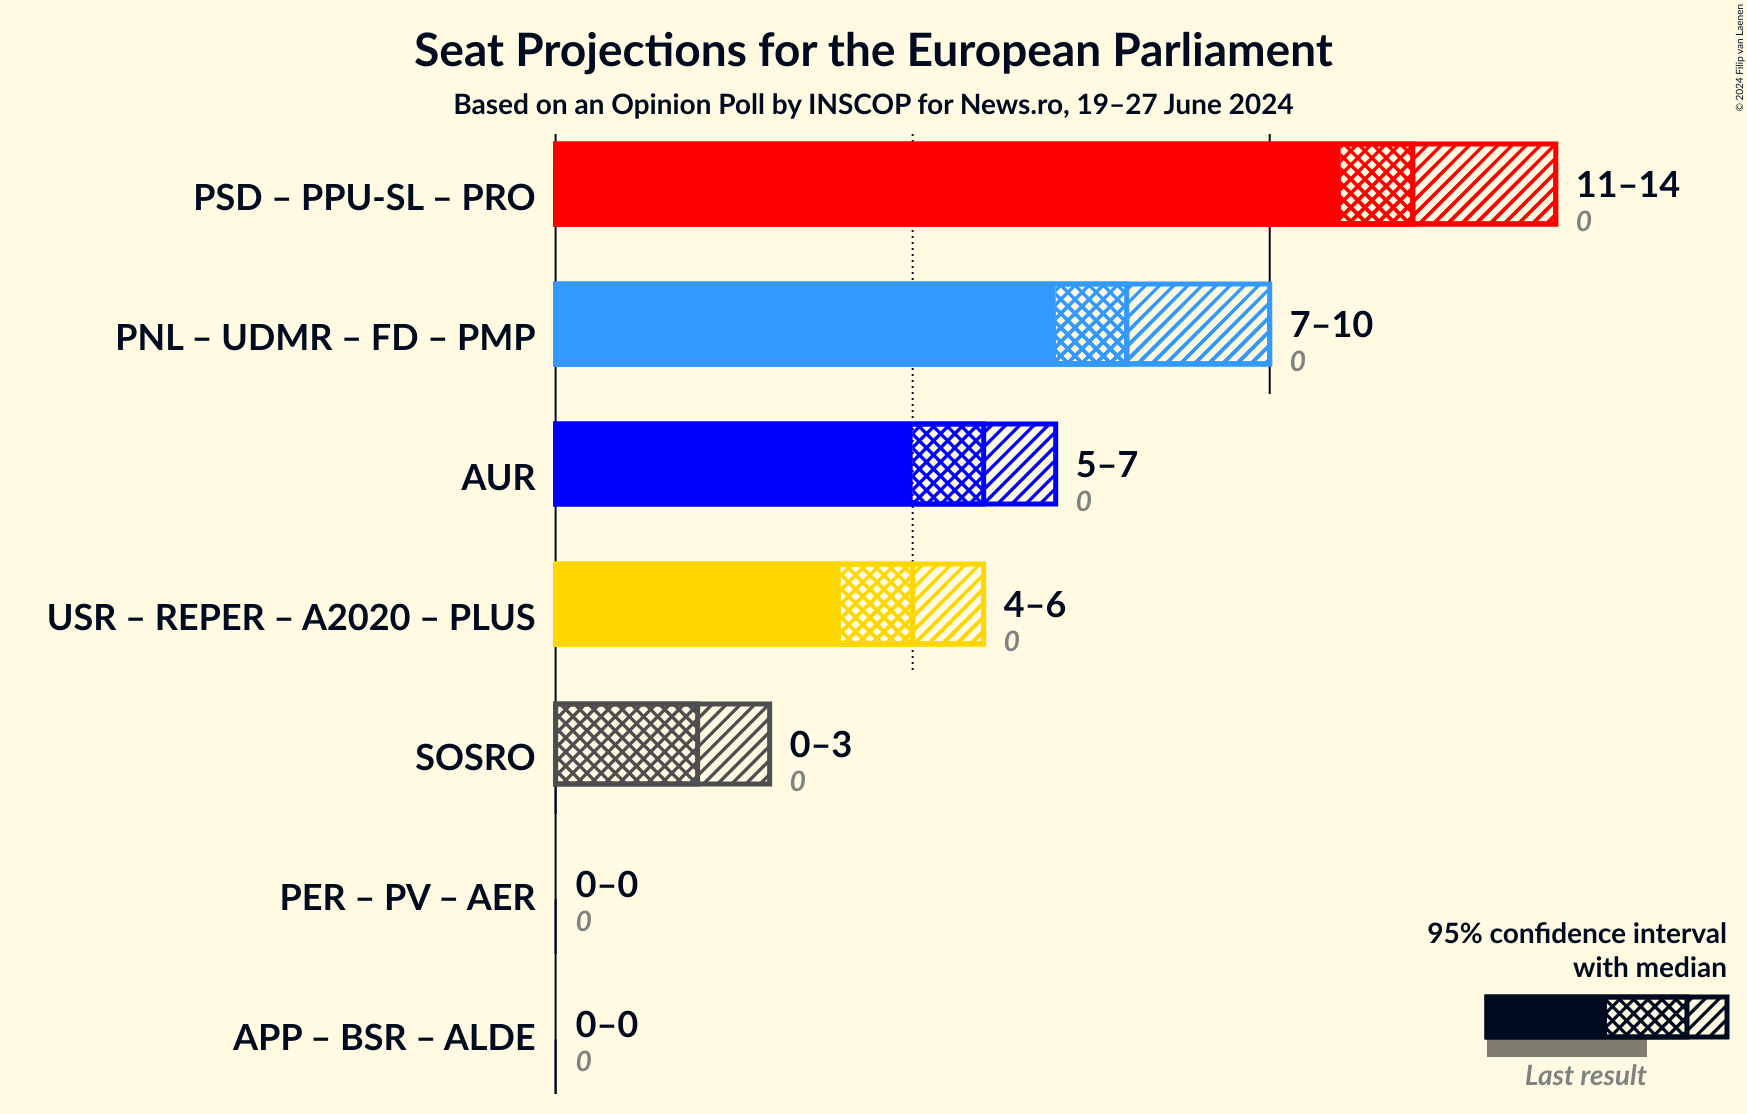 Seat Projections for the European Parliament
Based on an Opinion Poll by INSCOP for News.ro, 19–27 June 2024
© 2024 Filip van Laenen
PSD – PPU-SL – PRO
11–14
0
PNL – UDMR – FD – PMP
7–10
0
AUR
5–7
0
USR – REPER – A2020 – PLUS
4–6
0
SOSRO
0–3
0
PER – PV – AER
0–0
0
APP – BSR – ALDE
0–0
0
95% confidence interval
with median
Last result